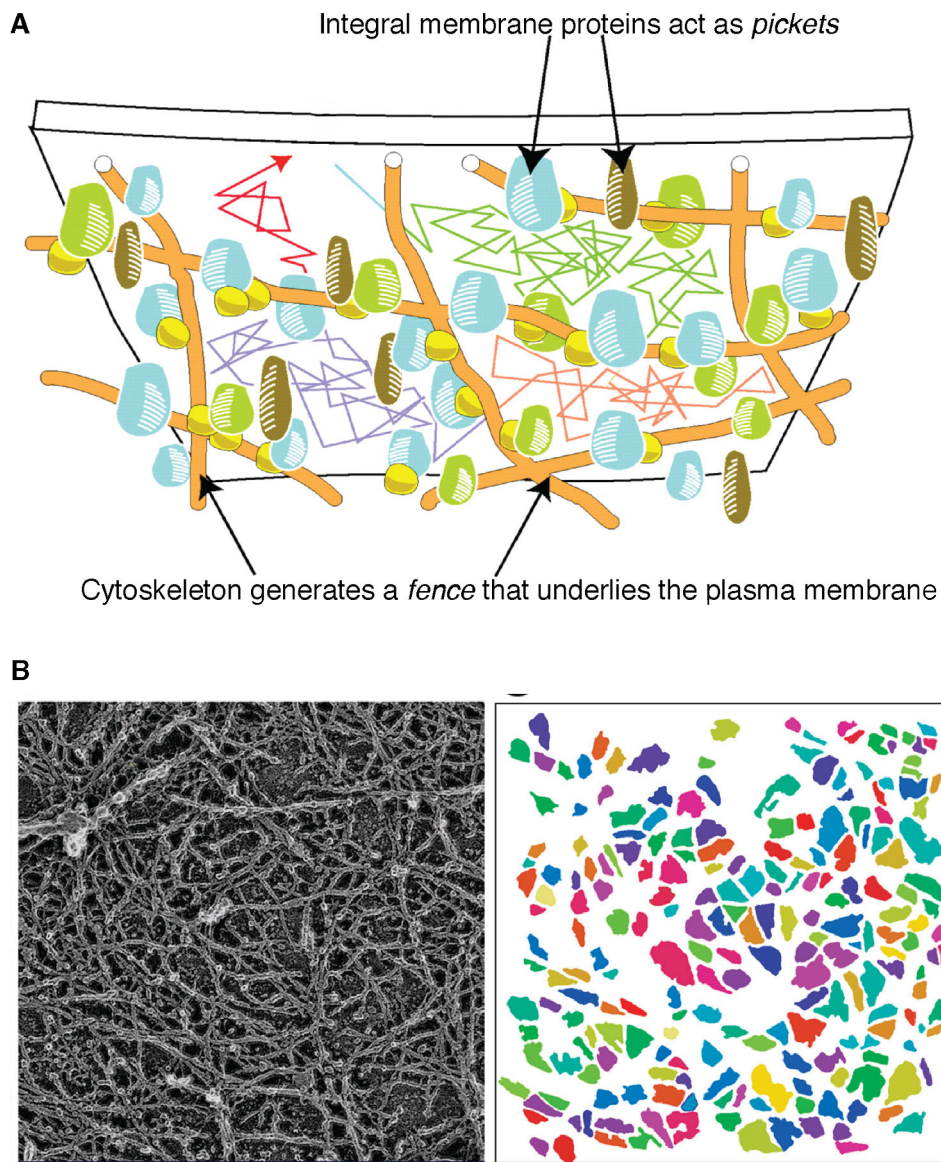 A
Integral membrane proteins act as pickets
Cytoskeleton generates a fence that underlies the plasma membrane
B